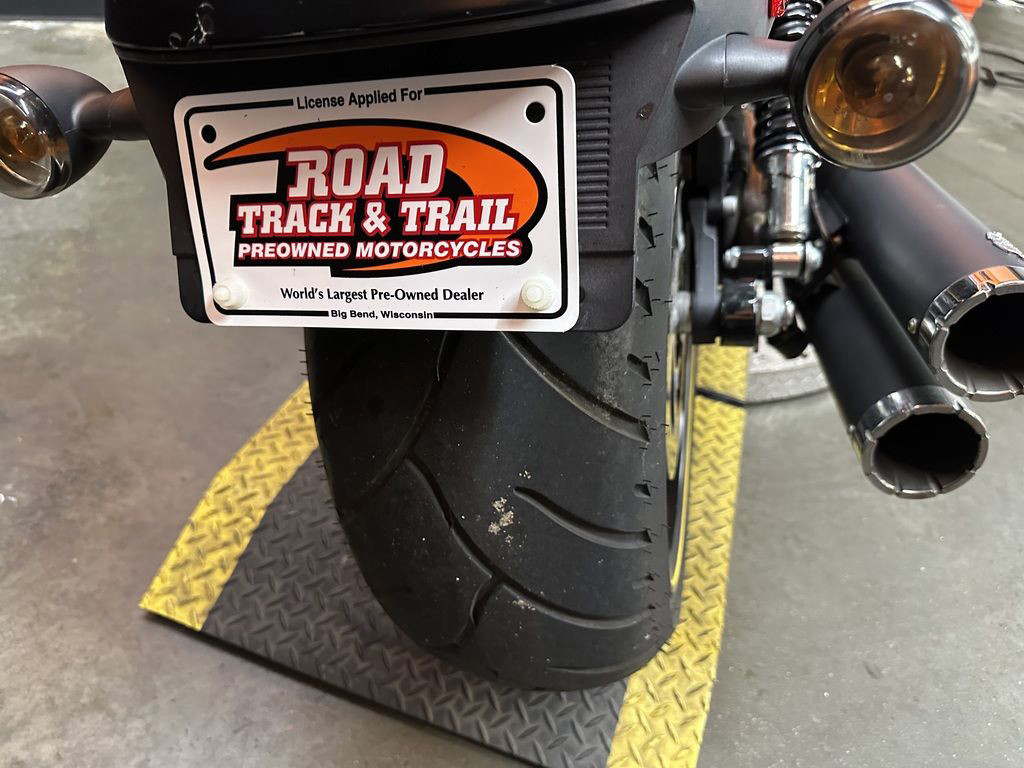 License Applied For
ROAD
TRACK & TRAIL
PREOWNED MOTORCYCLES
World's Largest Pre-Owned Dealer
Big Bend, Wisconsin